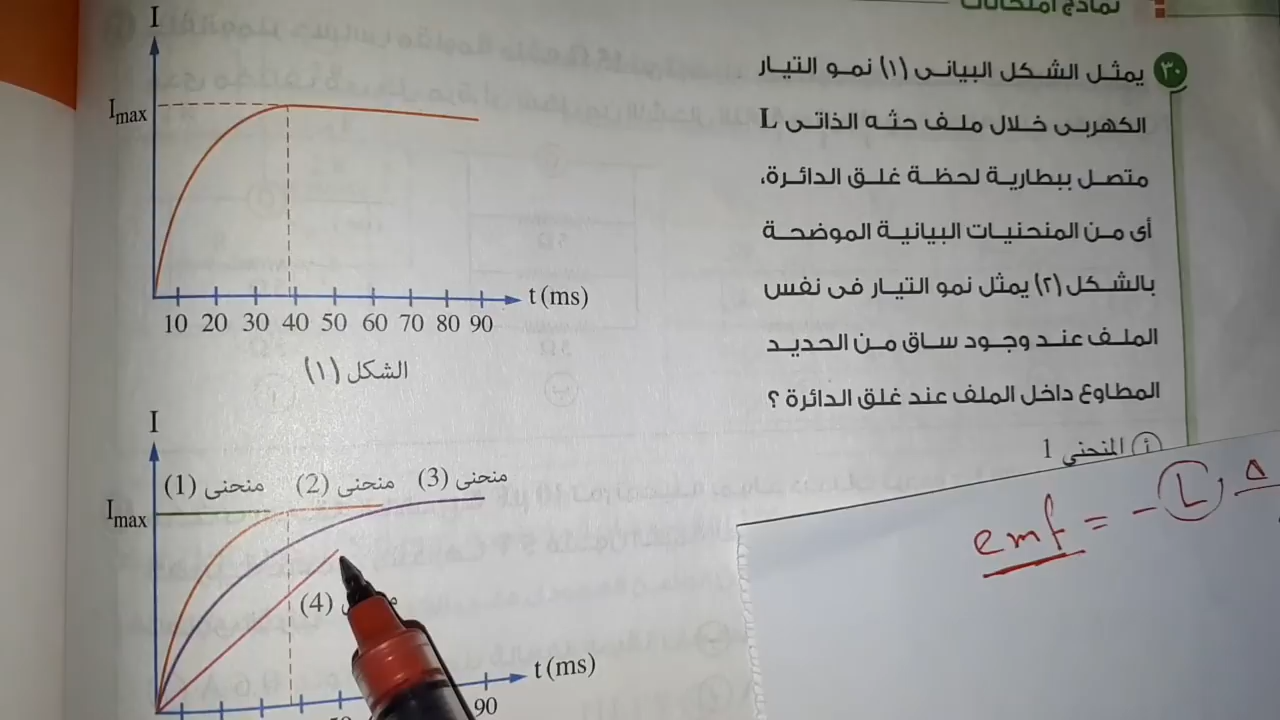 نماذج امتحانات
٣٠ يمثل الشكل البيانى (١) نمو التيار
الكهربى خلال ملف حثه الذاتى L
متصل ببطارية لحظة غلق الدائرة،
أى من المنحنيات البيانية الموضحة
بالشكل (٢) يمثل نمو التيار فى نفس
الملف عند وجود ساق من الحديد
المطاوع داخل الملف عند غلق الدائرة ؟
أ المنحنى 1
I
Imax
10 20 30 40 50 60 70 80 90 t (ms)
الشكل (١)
I
منحنى (1) منحنى (2) منحنى (3)
Imax
(4)
t (ms)
90
emf = - L . Δ